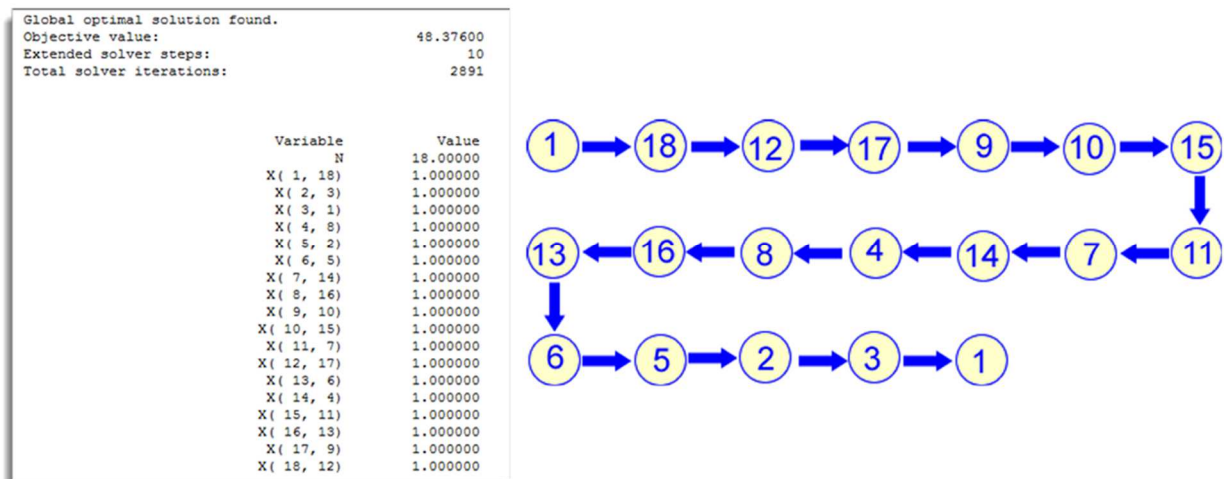 Global optimal solution found.
Objective value: 48.37600
Extended solver steps: 10
Total solver iterations: 2891
Variable Value
N 18.00000
X( 1, 18) 1.000000
X( 2, 3) 1.000000
X( 3, 1) 1.000000
X( 4, 8) 1.000000
X( 5, 2) 1.000000
X( 6, 5) 1.000000
X( 7, 14) 1.000000
X( 8, 16) 1.000000
X( 9, 10) 1.000000
X( 10, 15) 1.000000
X( 11, 7) 1.000000
X( 12, 17) 1.000000
X( 13, 6) 1.000000
X( 14, 4) 1.000000
X( 15, 11) 1.000000
X( 16, 13) 1.000000
X( 17, 9) 1.000000
X( 18, 12) 1.000000
1 18 12 17 9 10 15
13 16 8 4 14 7 11
6 5 2 3 1